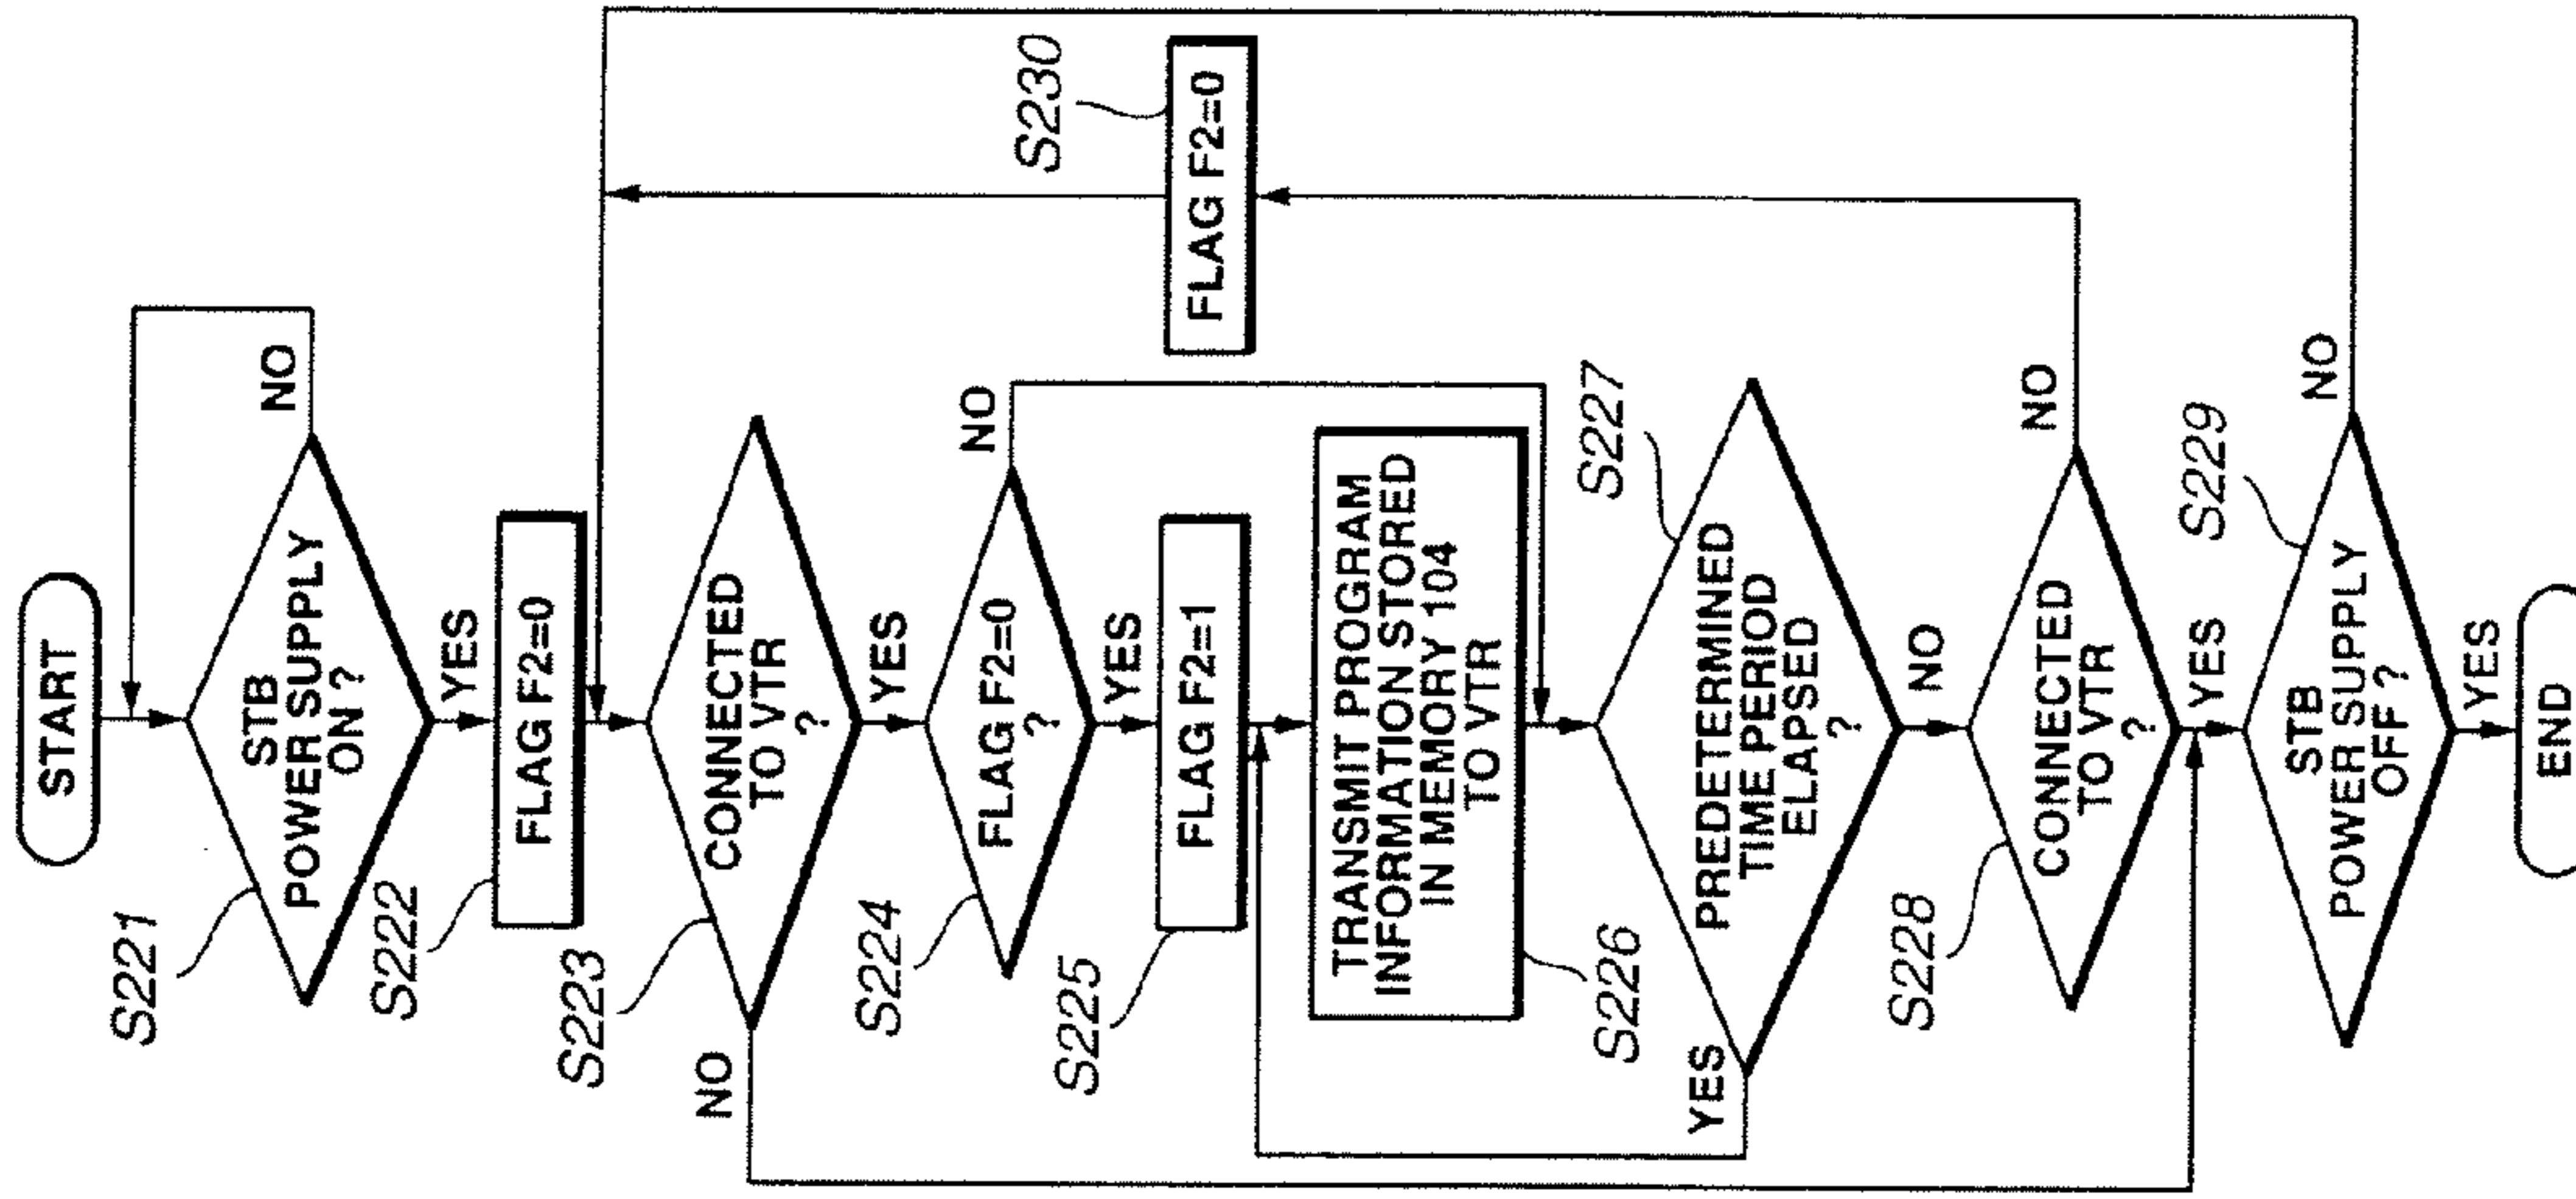 START
S221
STB
POWER SUPPLY
ON ?
NO
YES
S222
FLAG F2=0
S223
CONNECTED
TO VTR
?
NO
YES
S224
FLAG F2=0
?
NO
YES
S225
FLAG F2=1
S226
TRANSMIT PROGRAM
INFORMATION STORED
IN MEMORY 104
TO VTR
S227
PREDETERMINED
TIME PERIOD
ELAPSED
?
YES
NO
S228
CONNECTED
TO VTR
?
NO
YES
S230
FLAG F2=0
S229
STB
POWER SUPPLY
OFF ?
NO
YES
END